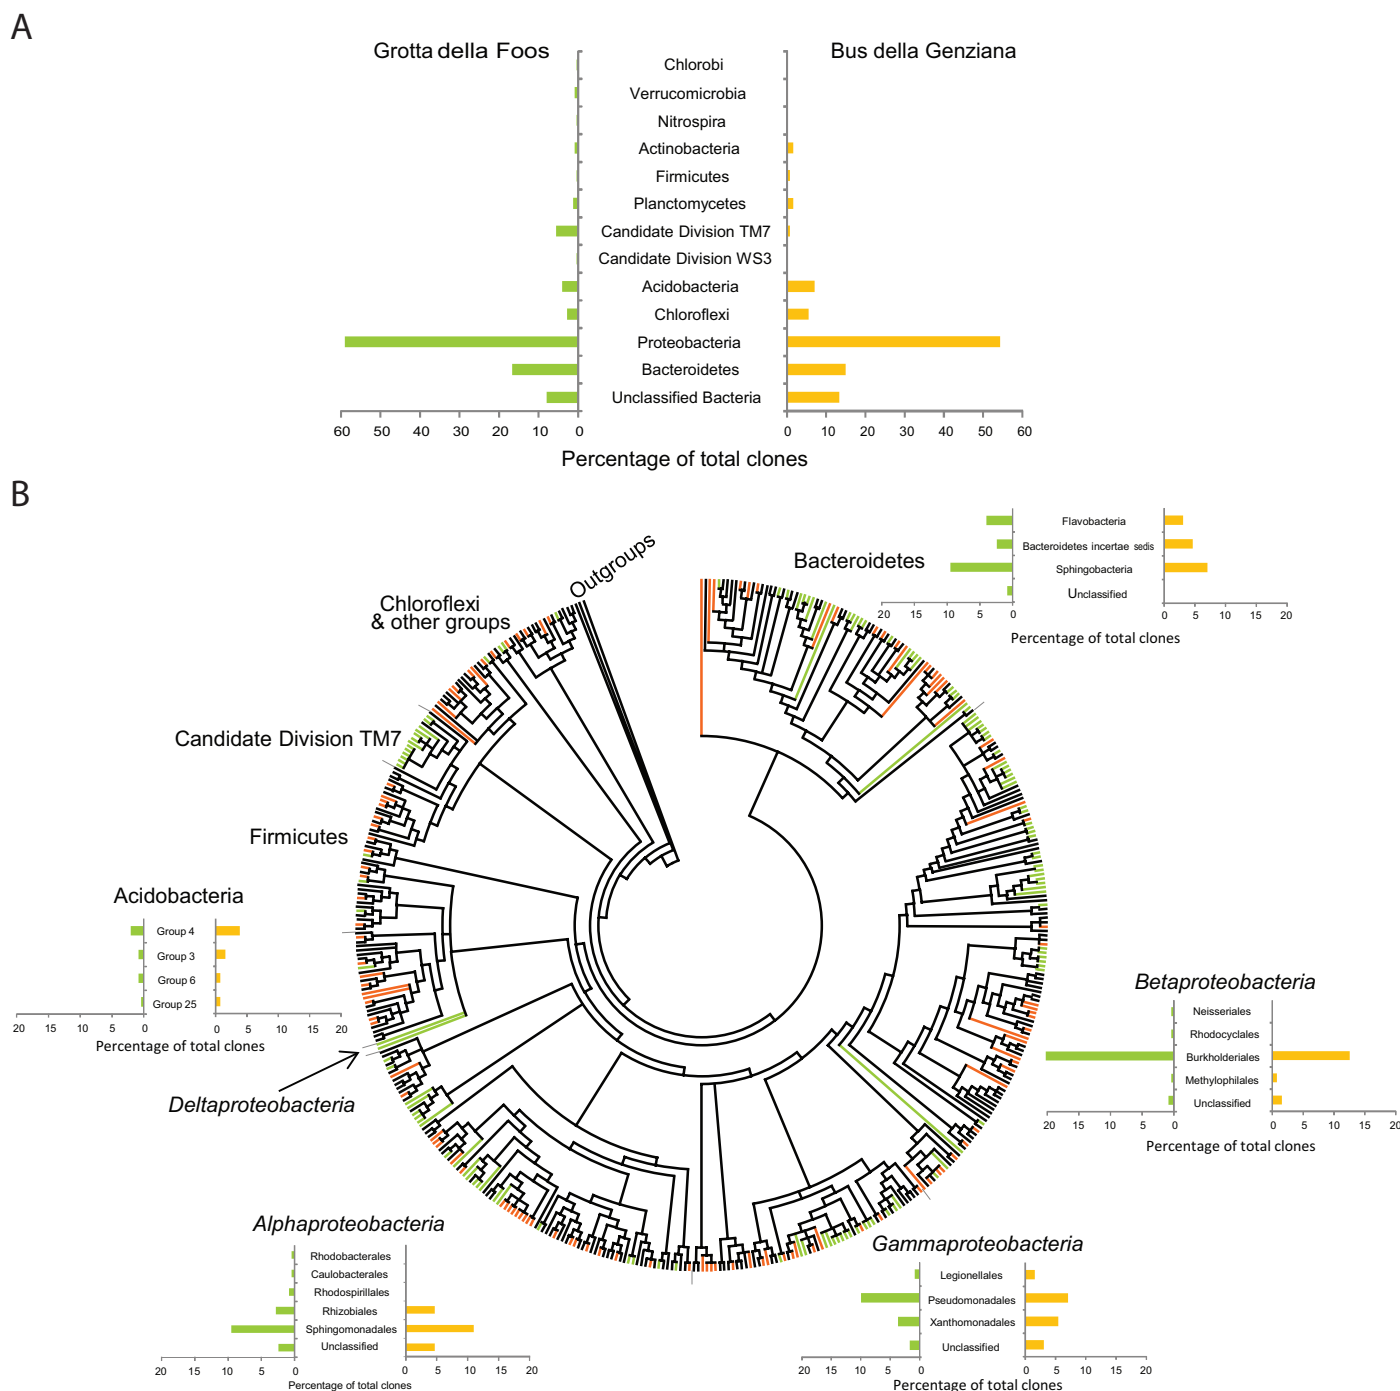 A
Grotta della Foos
Bus della Genziana
Chlorobi
Verrucomicrobia
Nitrospira
Actinobacteria
Firmicutes
Planctomycetes
Candidate Division TM7
Candidate Division WS3
Acidobacteria
Chloroflexi
Proteobacteria
Bacteroidetes
Unclassified Bacteria
60 50 40 30 20 10 0
0 10 20 30 40 50 60
Percentage of total clones
B
Outgroups
Bacteroidetes
Flavobacteria
Bacteroidetes incertae sedis
Sphingobacteria
Unclassified
20 15 10 5 0
0 5 10 15 20
Percentage of total clones
Chloroflexi
& other groups
Candidate Division TM7
Firmicutes
Acidobacteria
Group 4
Group 3
Group 6
Group 25
20 15 10 5 0
0 5 10 15 20
Percentage of total clones
Deltaproteobacteria
Betaproteobacteria
Neisseriales
Rhodocyclales
Burkholderiales
Methylophilales
Unclassified
20 15 10 5 0
0 5 10 15 20
Percentage of total clones
Alphaproteobacteria
Rhodobacterales
Caulobacterales
Rhodospirillales
Rhizobiales
Sphingomonadales
Unclassified
20 15 10 5 0
0 5 10 15 20
Percentage of total clones
Gammaproteobacteria
Legionellales
Pseudomonadales
Xanthomonadales
Unclassified
20 15 10 5 0
0 5 10 15 20
Percentage of total clones